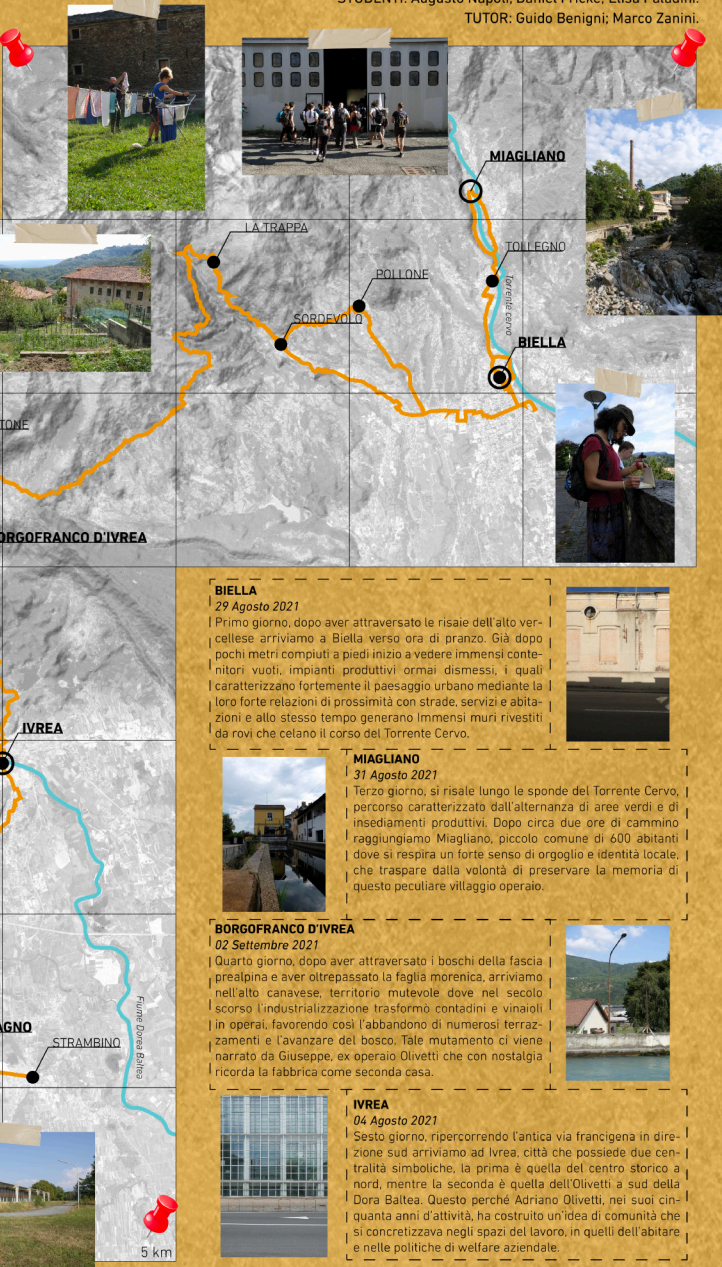 TUTOR: Guido Benigni; Marco Zanini.
MIAGLIANO
LA TRAPPA
TOLLEGNO
POLLONE
Torrente cervo
SORDEVOLO
BIELLA
TONE
ORGOFRANCO D'IVREA
IVREA
AGNO
STRAMBINO
Fiume Dorea Baltea
5 km
BIELLA
29 Agosto 2021
Primo giorno, dopo aver attraversato le risaie dell'alto ver-
cellese arriviamo a Biella verso ora di pranzo. Già dopo
pochi metri compiuti a piedi inizio a vedere immensi conte-
nitori vuoti, impianti produttivi ormai dismessi, i quali
caratterizzano fortemente il paesaggio urbano mediante la
loro forte relazioni di prossimità con strade, servizi e abita-
zioni e allo stesso tempo generano Immensi muri rivestiti
da rovi che celano il corso del Torrente Cervo.
MIAGLIANO
31 Agosto 2021
Terzo giorno, si risale lungo le sponde del Torrente Cervo,
percorso caratterizzato dall'alternanza di aree verdi e di
insediamenti produttivi. Dopo circa due ore di cammino
raggiungiamo Miagliano, piccolo comune di 600 abitanti
dove si respira un forte senso di orgoglio e identità locale,
che traspare dalla volontà di preservare la memoria di
questo peculiare villaggio operaio.
BORGOFRANCO D'IVREA
02 Settembre 2021
Quarto giorno, dopo aver attraversato i boschi della fascia
prealpina e aver oltrepassato la faglia morenica, arriviamo
nell'alto canavese, territorio mutevole dove nel secolo
scorso l'industrializzazione trasformò contadini e vinaioli
in operai, favorendo così l'abbandono di numerosi terraz-
zamenti e l'avanzare del bosco. Tale mutamento ci viene
narrato da Giuseppe, ex operaio Olivetti che con nostalgia
ricorda la fabbrica come seconda casa.
IVREA
04 Agosto 2021
Sesto giorno, ripercorrendo l'antica via francigena in dire-
zione sud arriviamo ad Ivrea, città che possiede due cen-
tralità simboliche, la prima è quella del centro storico a
nord, mentre la seconda è quella dell'Olivetti a sud della
Dora Baltea. Questo perché Adriano Olivetti, nei suoi cin-
quanta anni d'attività, ha costruito un'idea di comunità che
si concretizzava negli spazi del lavoro, in quelli dell'abitare
e nelle politiche di welfare aziendale.